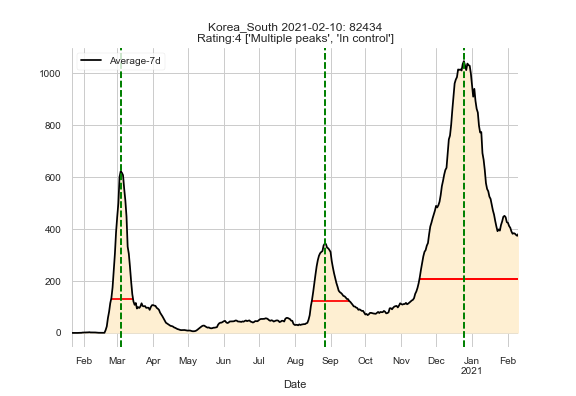 Korea_South 2021-02-10: 82434
Rating:4 ['Multiple peaks', 'In control']
Average-7d
1000
800
600
400
200
0
Feb Mar Apr May Jun Jul Aug Sep Oct Nov Dec Jan Feb
2021
Date